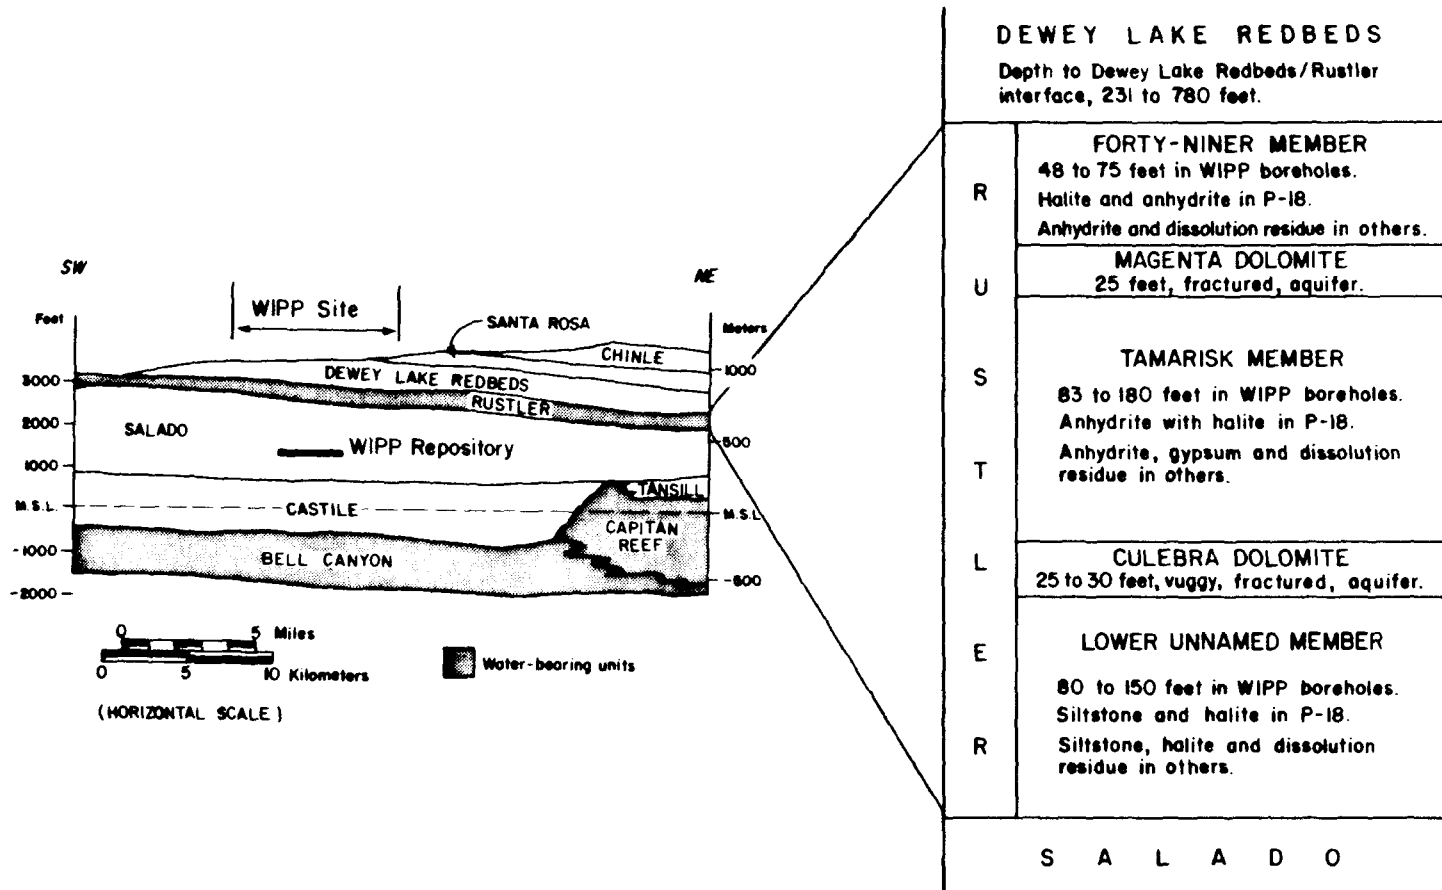 SW
NE
WIPP Site
Feet
Meters
SANTA ROSA
CHINLE
1000
DEWEY LAKE REDBEDS
3000
RUSTLER
2000
SALADO
500
WIPP Repository
1000
TANSILL
M.S.L.
CASTILE
M.S.L.
CAPITAN
REEF
-1000
BELL CANYON
-500
-2000
0 5 Miles
0 5 10 Kilometers
(HORIZONTAL SCALE)
Water-bearing units
DEWEY LAKE REDBEDS
Depth to Dewey Lake Redbeds/Rustler
interface, 231 to 780 feet.
RUSTLER
FORTY-NINER MEMBER
48 to 75 feet in WIPP boreholes.
Halite and anhydrite in P-18.
Anhydrite and dissolution residue in others.
MAGENTA DOLOMITE
25 feet, fractured, aquifer.
TAMARISK MEMBER
83 to 180 feet in WIPP boreholes.
Anhydrite with halite in P-18.
Anhydrite, gypsum and dissolution
residue in others.
CULEBRA DOLOMITE
25 to 30 feet, vuggy, fractured, aquifer.
LOWER UNNAMED MEMBER
80 to 150 feet in WIPP boreholes.
Siltstone and halite in P-18.
Siltstone, halite and dissolution
residue in others.
SALADO